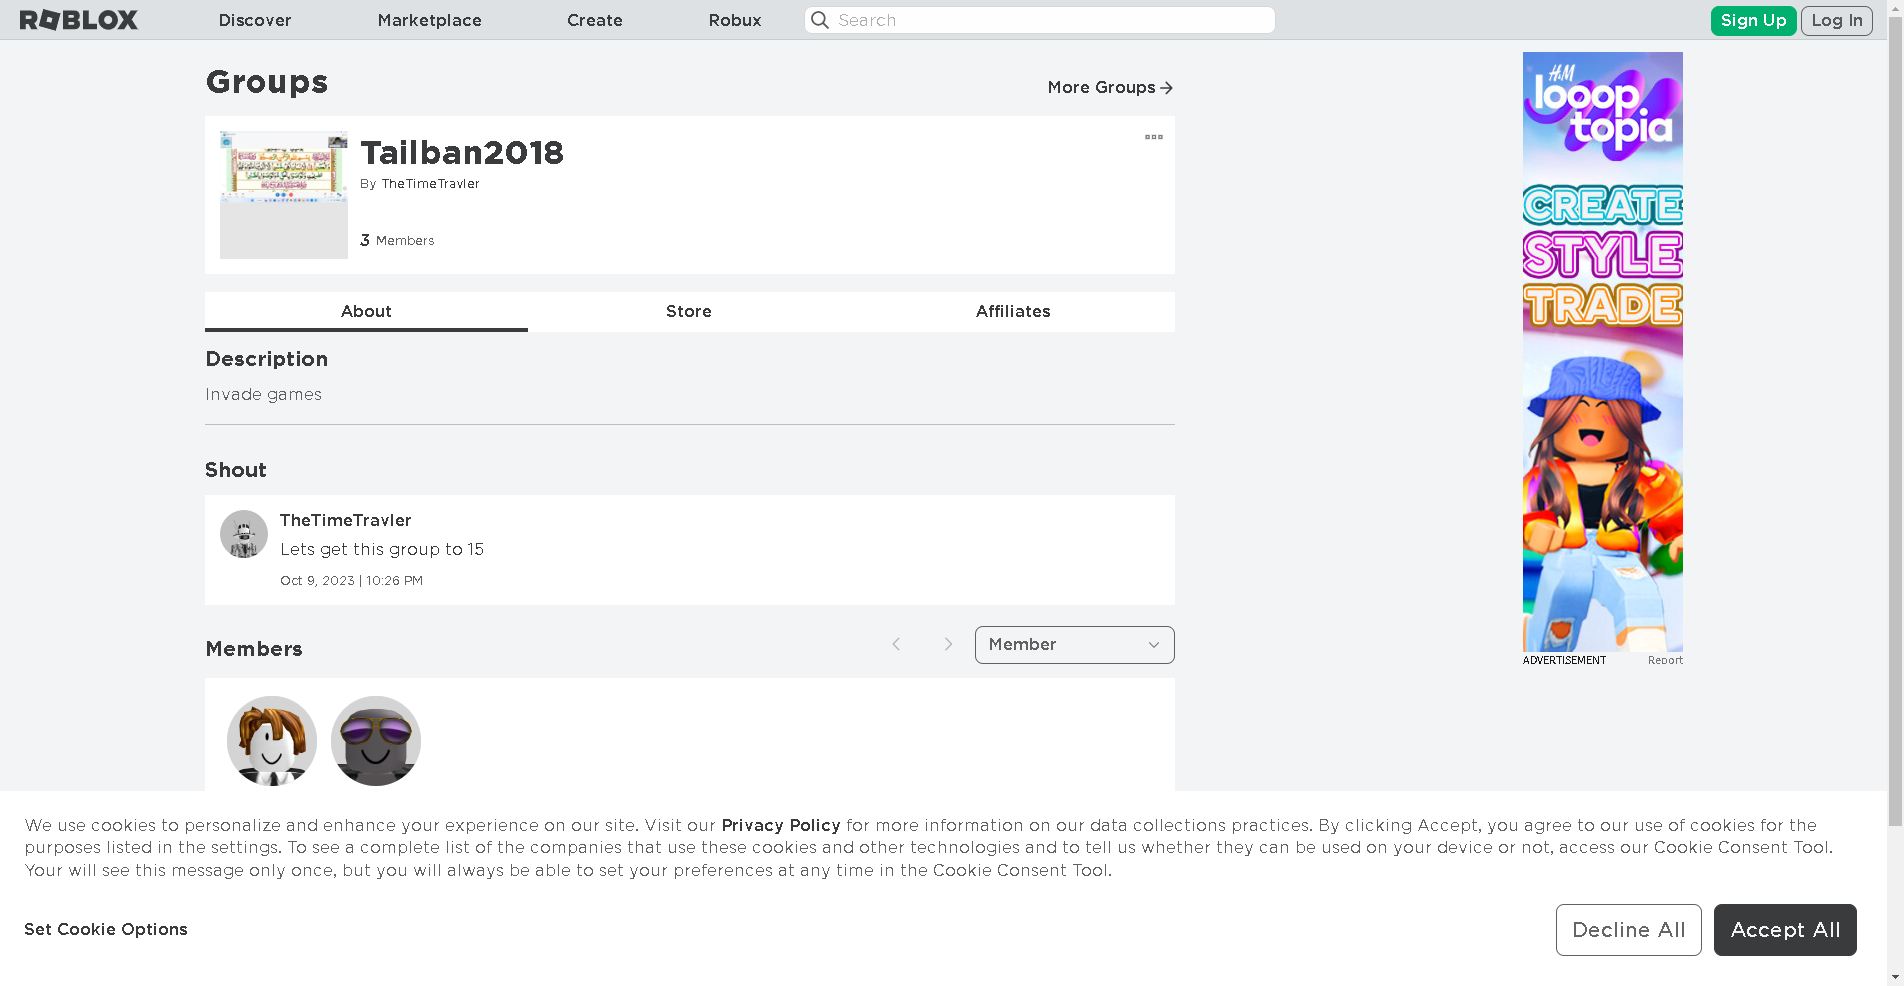 ROBLOX
Discover
Marketplace
Create
Robux
Search
Sign Up
Log In
Groups
More Groups
Tailban2018
By TheTimeTravler
3 Members
About
Store
Affiliates
Description
Invade games
Shout
TheTimeTravler
Lets get this group to 15
Oct 9, 2023 | 10:26 PM
Members
Member
H&M
looop
topia
CREATE
STYLE
TRADE
ADVERTISEMENT
Report
We use cookies to personalize and enhance your experience on our site. Visit our Privacy Policy for more information on our data collections practices. By clicking Accept, you agree to our use of cookies for the
purposes listed in the settings. To see a complete list of the companies that use these cookies and other technologies and to tell us whether they can be used on your device or not, access our Cookie Consent Tool.
Your will see this message only once, but you will always be able to set your preferences at any time in the Cookie Consent Tool.
Set Cookie Options
Decline All
Accept All